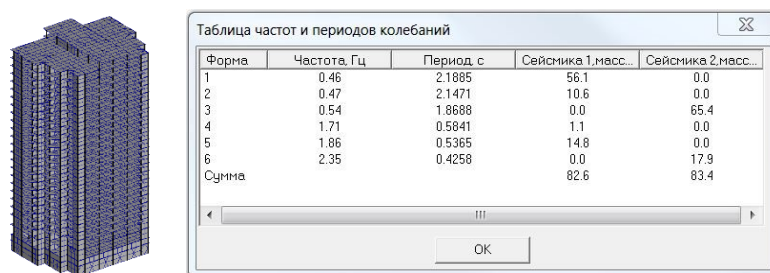 Таблица частот и периодов колебаний
Форма Частота, Гц Период, с Сейсмика 1,масс... Сейсмика 2,масс...
1 0.46 2.1885 56.1 0.0
2 0.47 2.1471 10.6 0.0
3 0.54 1.8688 0.0 65.4
4 1.71 0.5841 1.1 0.0
5 1.86 0.5365 14.8 0.0
6 2.35 0.4258 0.0 17.9
Сумма 82.6 83.4
OK